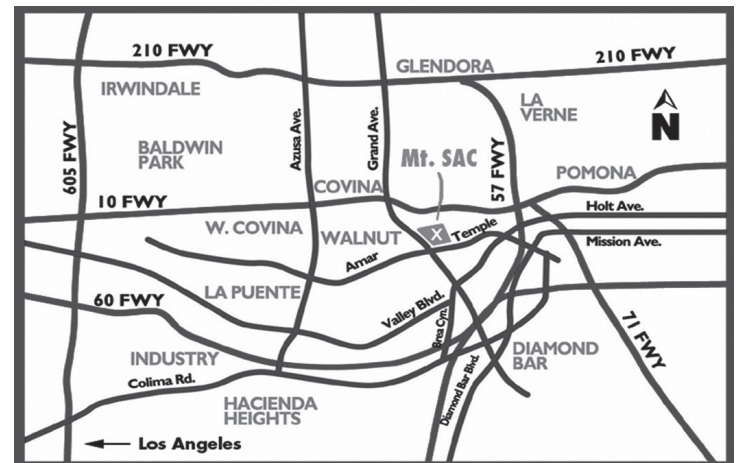 210 FWY
210 FWY
GLENDORA
IRWINDALE
LA
VERNE
N
Azusa Ave.
Grand Ave.
605 FWY
BALDWIN
PARK
Mt. SAC
57 FWY
POMONA
COVINA
10 FWY
Holt Ave.
W. COVINA
WALNUT
X
Temple
Mission Ave.
Amar
LA PUENTE
60 FWY
Valley Blvd.
Brea Cyn.
71 FWY
INDUSTRY
DIAMOND
BAR
Colima Rd.
Diamond Bar Blvd.
HACIENDA
HEIGHTS
Los Angeles